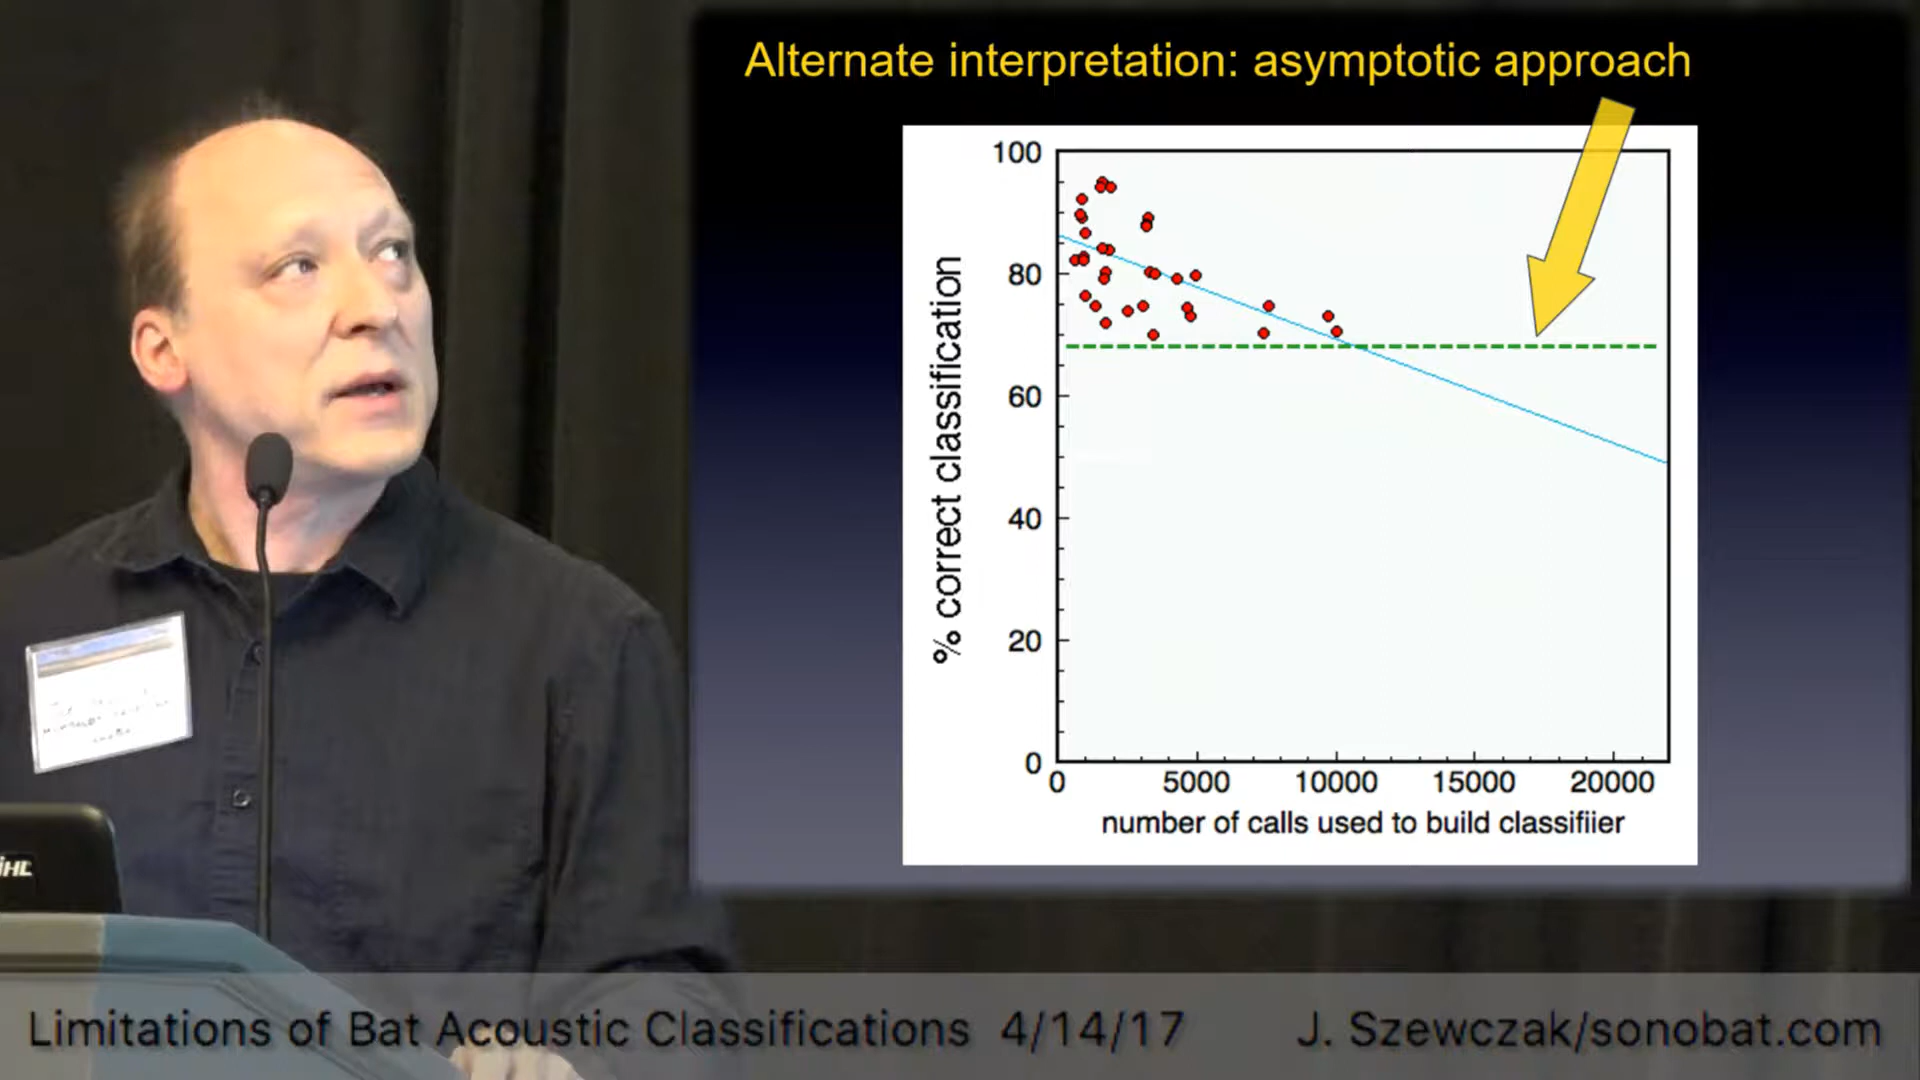 Alternate interpretation: asymptotic approach
100
80
60
40
20
0
% correct classification
0 5000 10000 15000 20000
number of calls used to build classifiier
Limitations of Bat Acoustic Classifications 4/14/17 J. Szewczak/sonobat.com